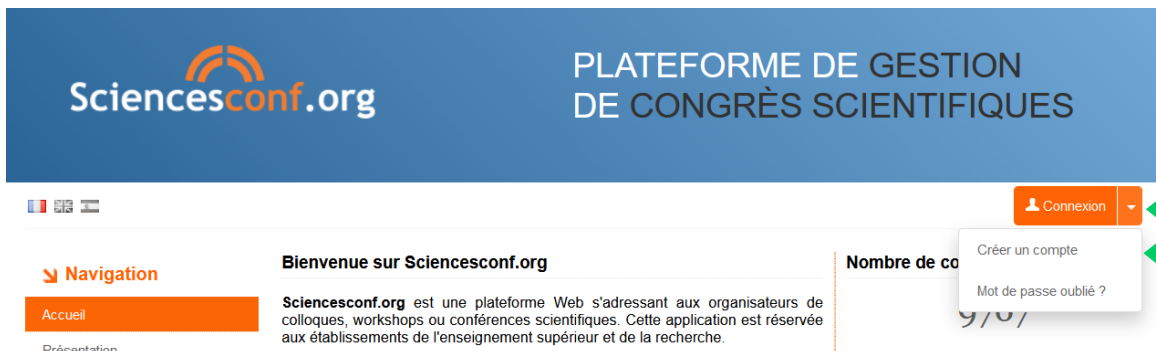 Sciencesconf.org
PLATEFORME DE GESTION
DE CONGRÈS SCIENTIFIQUES
Connexion
Créer un compte
Mot de passe oublié ?
Navigation
Accueil
Présentation
Bienvenue sur Sciencesconf.org
Sciencesconf.org est une plateforme Web s'adressant aux organisateurs de
colloques, workshops ou conférences scientifiques. Cette application est réservée
aux établissements de l'enseignement supérieur et de la recherche.
Nombre de co